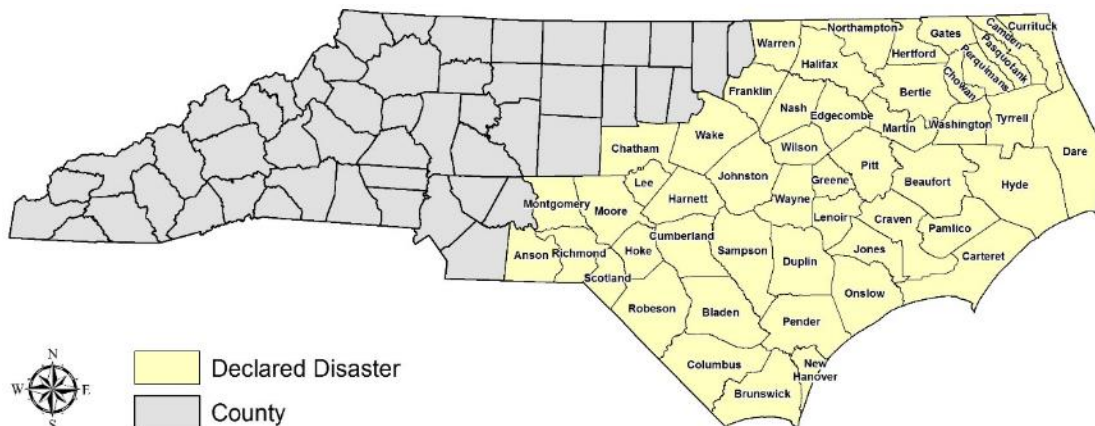 Northampton
Gates
Camden
Currituck
Pasquotank
Perquimans
Chowan
Warren
Hertford
Halifax
Franklin
Bertie
Nash
Edgecombe
Martin
Washington
Tyrrell
Wake
Dare
Chatham
Wilson
Pitt
Johnston
Greene
Beaufort
Hyde
Lee
Harnett
Wayne
Montgomery
Moore
Lenoir
Craven
Pamlico
Cumberland
Anson
Richmond
Hoke
Sampson
Duplin
Jones
Carteret
Scotland
Onslow
Robeson
Bladen
Pender
Columbus
New
Hanover
Brunswick
N
W
E
S
Declared Disaster
County